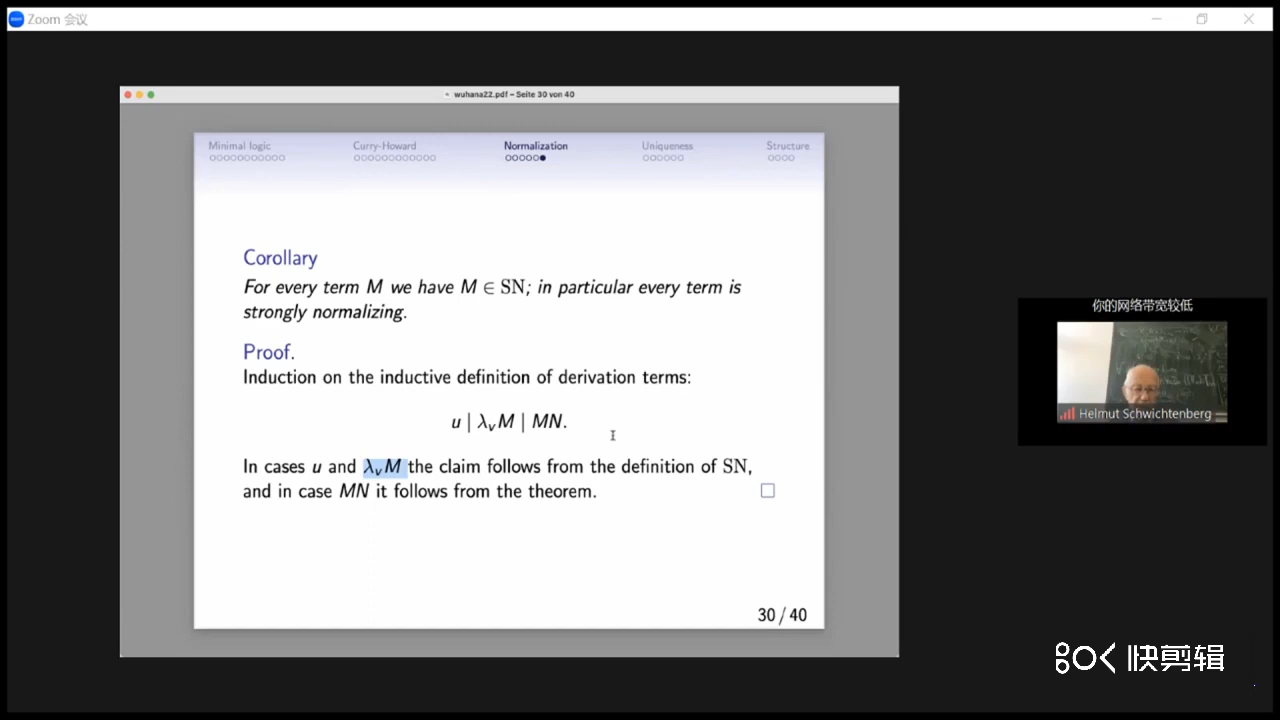 zoom Zoom 会议
wuhana22.pdf – Seite 30 von 40
Minimal logic Curry-Howard Normalization Uniqueness Structure
Corollary
For every term M we have M ∈ SN; in particular every term is
strongly normalizing.
Proof.
Induction on the inductive definition of derivation terms:
u | λᵥM | MN.
In cases u and λᵥM the claim follows from the definition of SN,
and in case MN it follows from the theorem.
30 / 40
你的网络带宽较低
Helmut Schwichtenberg
快剪辑